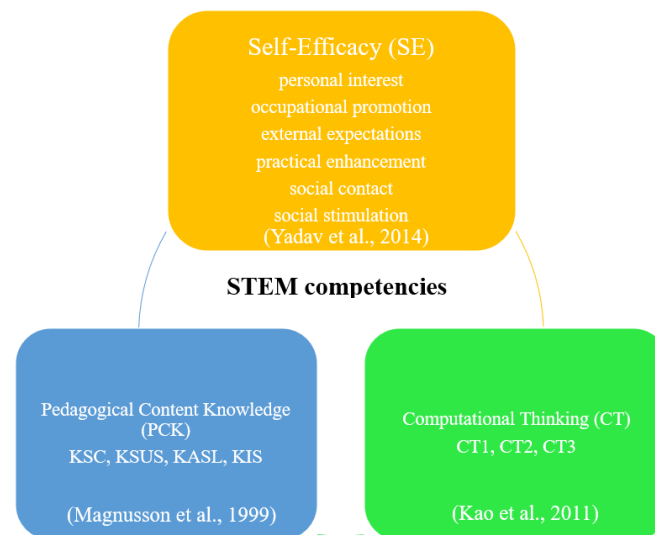 Self-Efficacy (SE)
personal interest
occupational promotion
external expectations
practical enhancement
social contact
social stimulation
(Yadav et al., 2014)
STEM competencies
Pedagogical Content Knowledge
(PCK)
KSC, KSUS, KASL, KIS
(Magnusson et al., 1999)
Computational Thinking (CT)
CT1, CT2, CT3
(Kao et al., 2011)